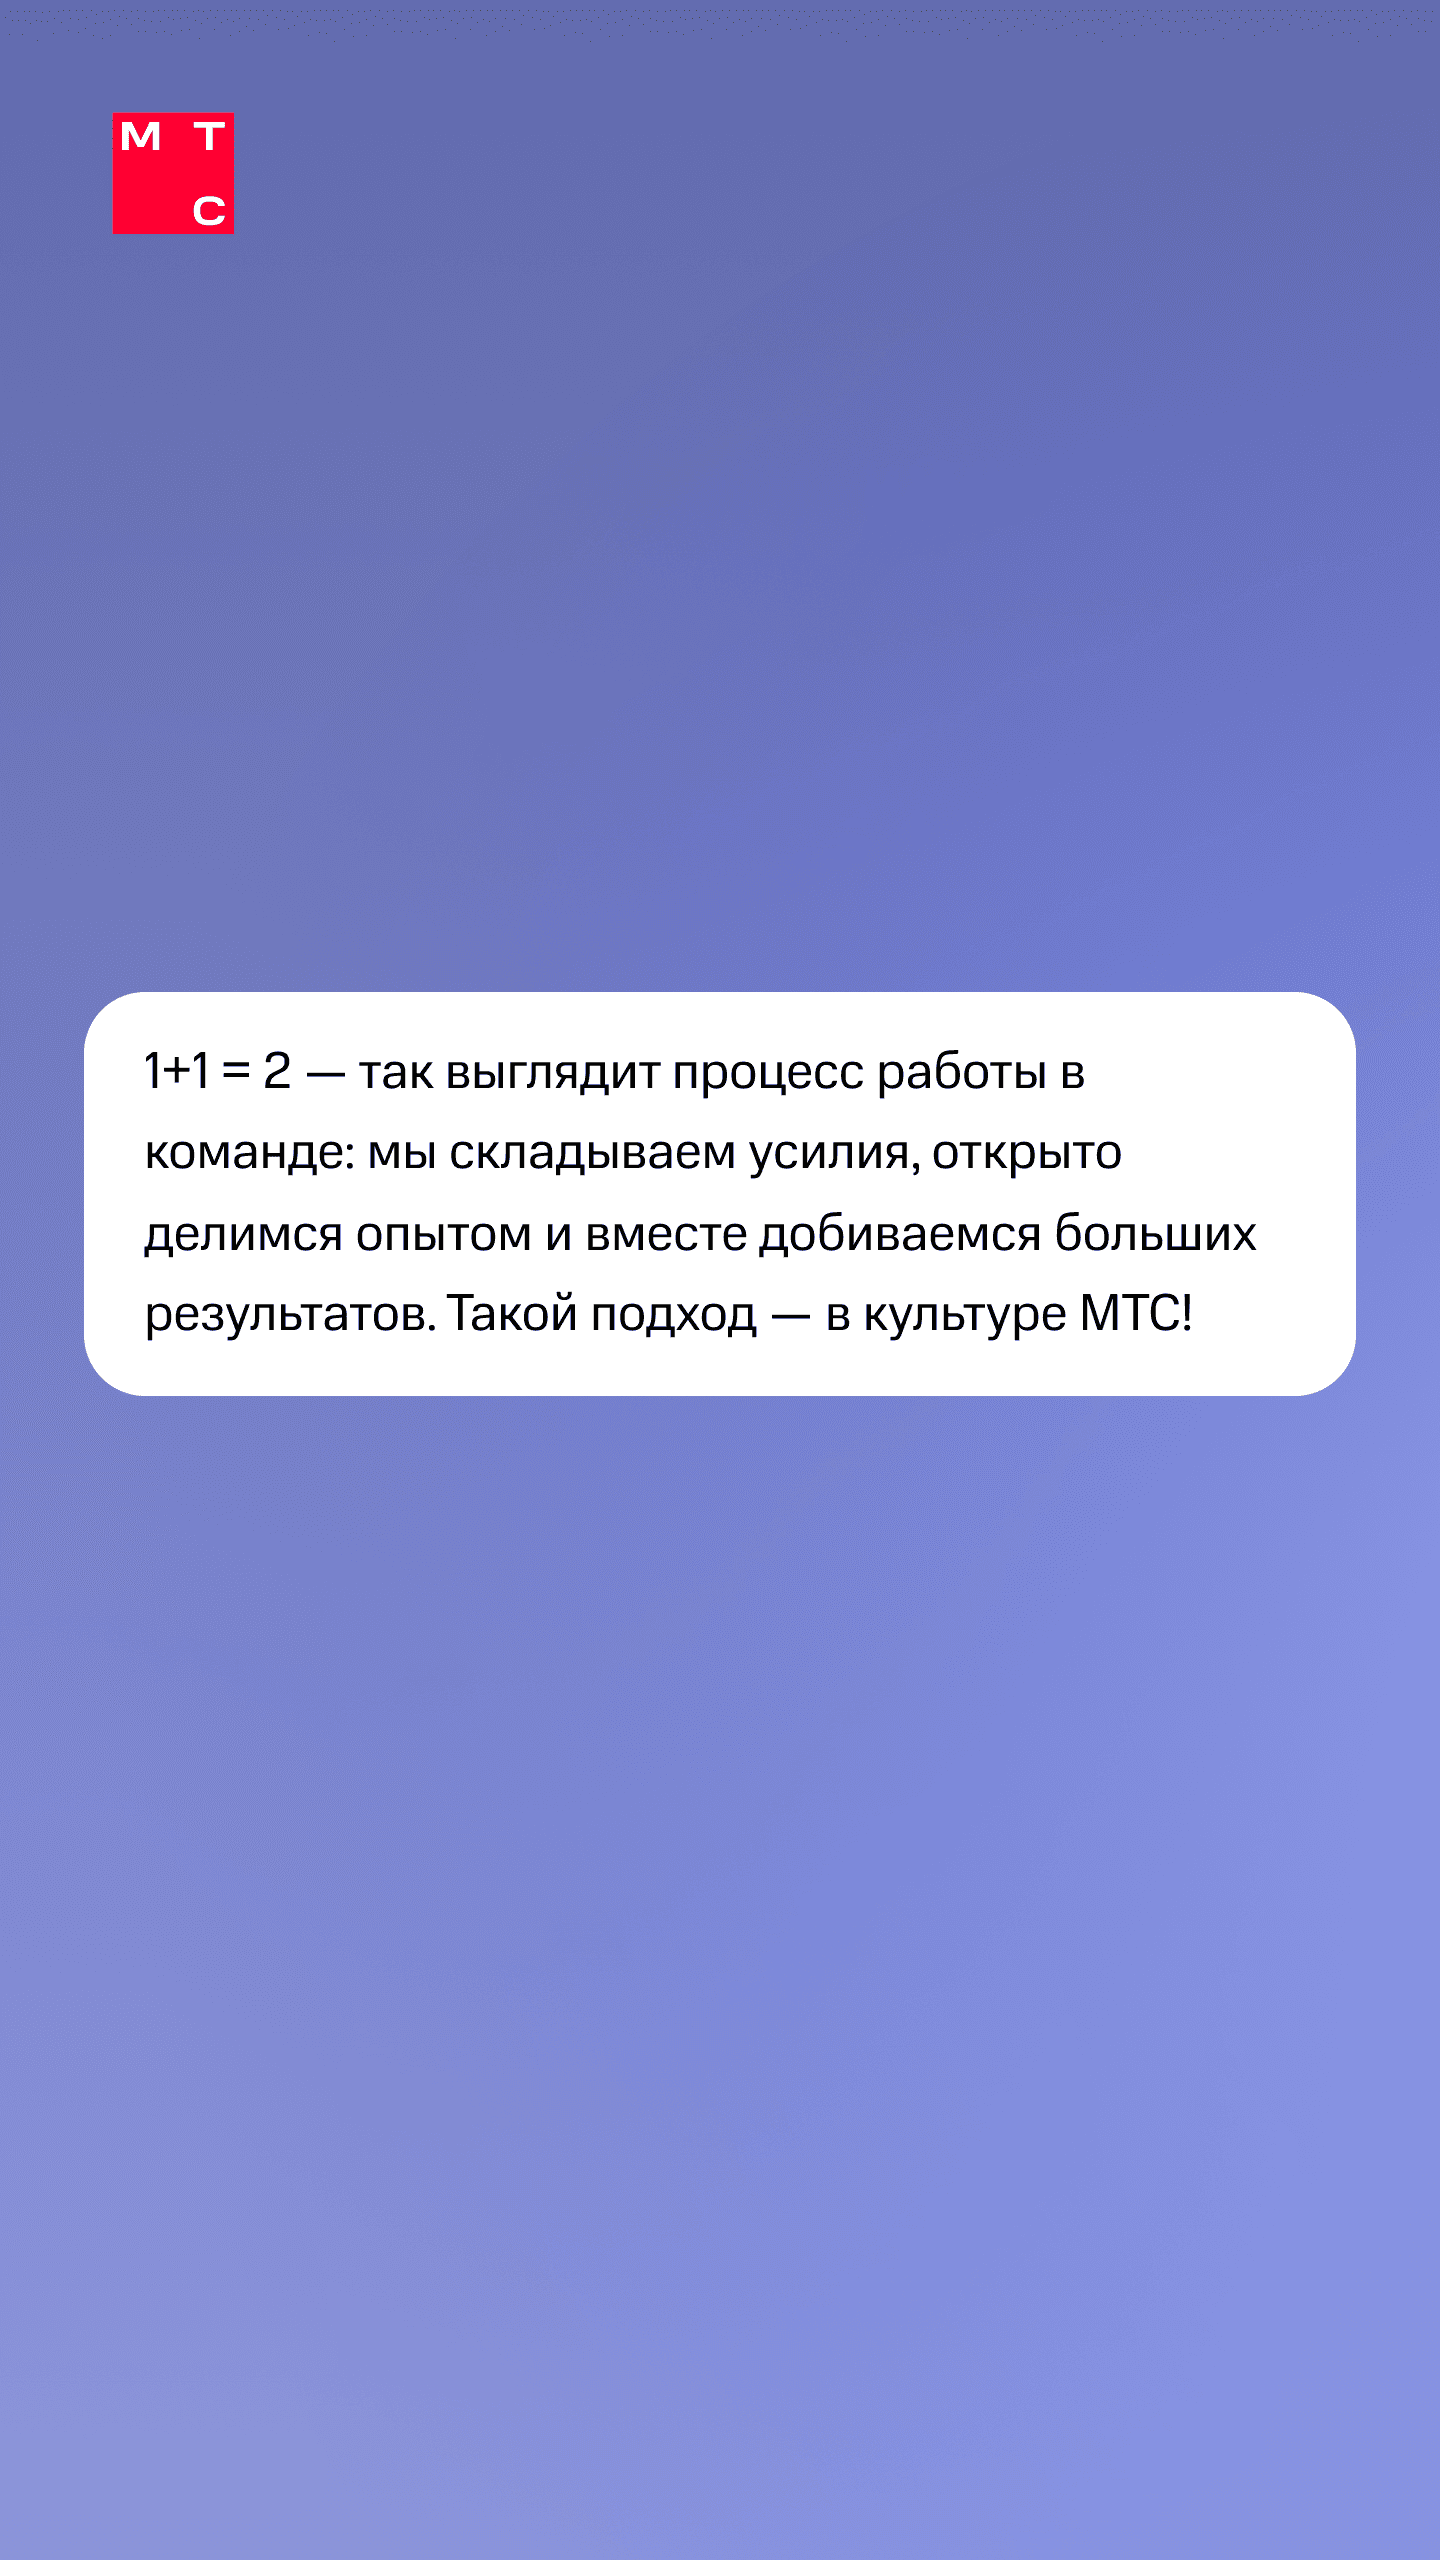 М Т
С
1+1 = 2 — так выглядит процесс работы в
команде: мы складываем усилия, открыто
делимся опытом и вместе добиваемся больших
результатов. Такой подход — в культуре МТС!